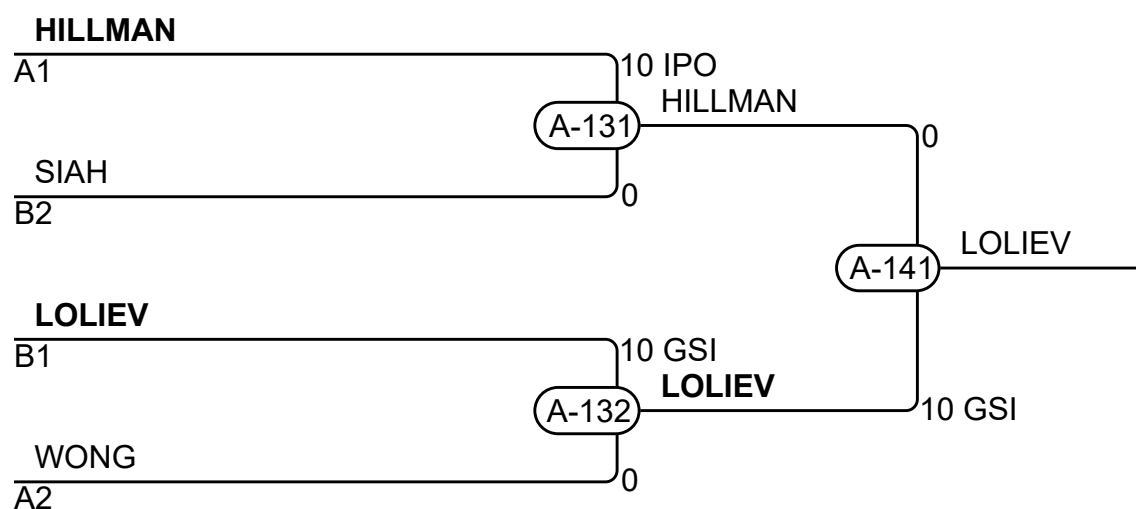 HILLMAN
A1
10 IPO
HILLMAN
A-131
0
SIAH
B2
0
LOLIEV
A-141
LOLIEV
B1
10 GSI
LOLIEV
A-132
10 GSI
WONG
A2
0